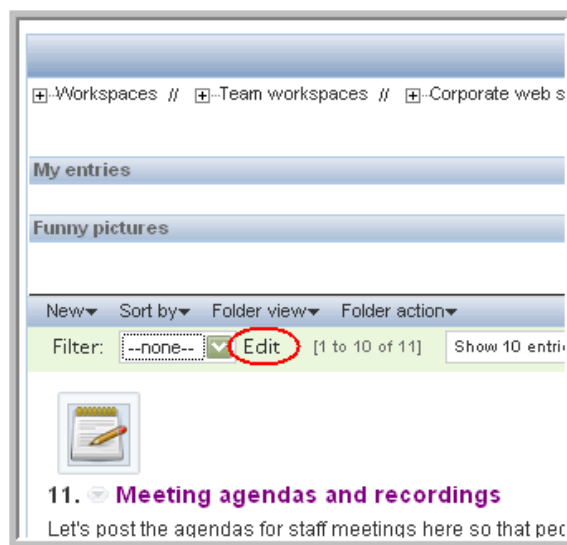 Workspaces // Team workspaces // Corporate web s
My entries
Funny pictures
New Sort by Folder view Folder action
Filter: --none-- Edit [1 to 10 of 11] Show 10 entri
11. Meeting agendas and recordings
Let's post the agendas for staff meetings here so that peo